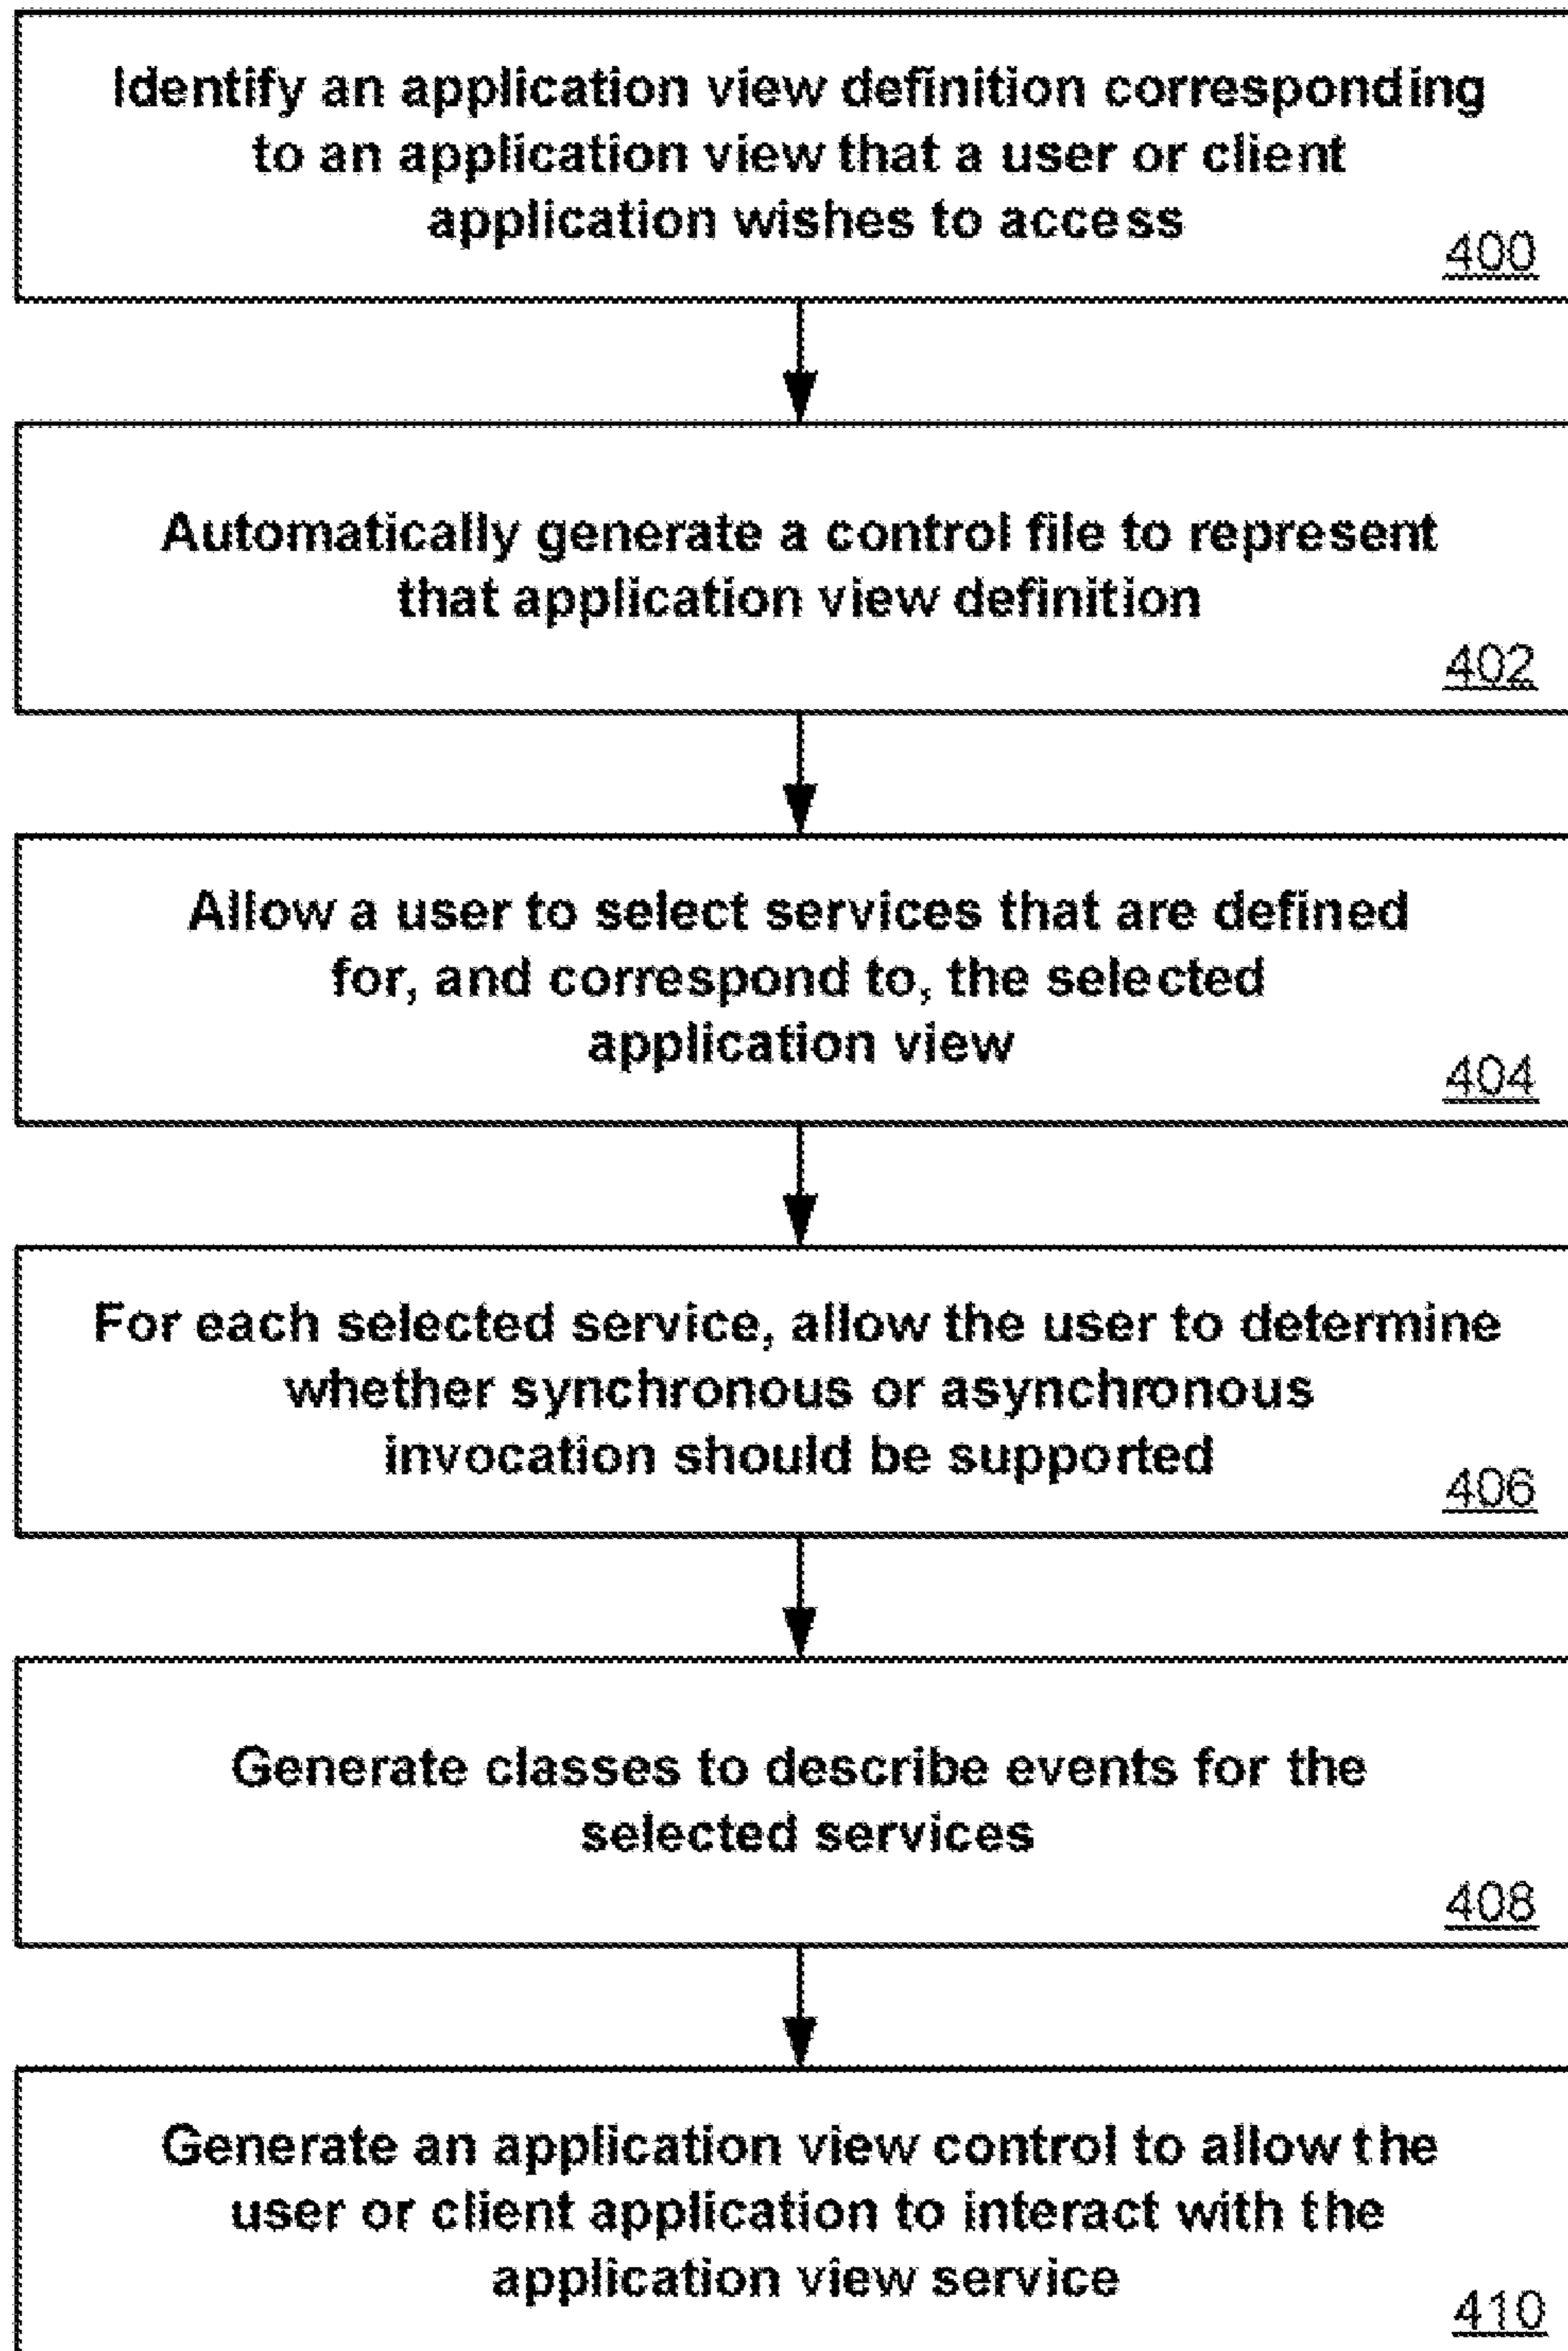 Identify an application view definition corresponding
to an application view that a user or client
application wishes to access
400
Automatically generate a control file to represent
that application view definition
402
Allow a user to select services that are defined
for, and correspond to, the selected
application view
404
For each selected service, allow the user to determine
whether synchronous or asynchronous
invocation should be supported
406
Generate classes to describe events for the
selected services
408
Generate an application view control to allow the
user or client application to interact with the
application view service
410